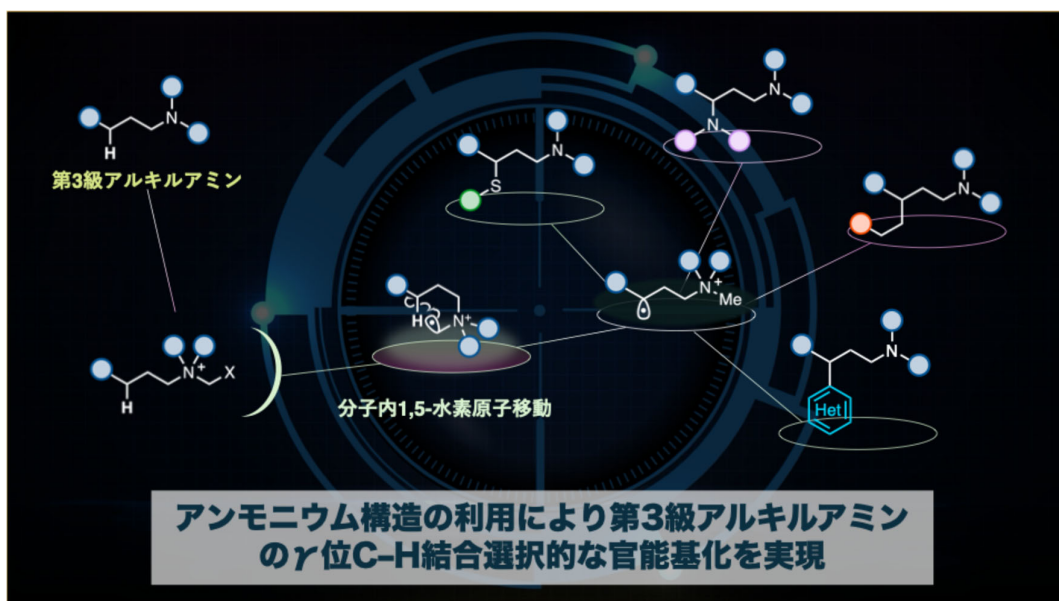 N
H
第3級アルキルアミン
N
S
N
N
N
H
N+
N+
Me
N+
X
H
分子内1,5-水素原子移動
N
Het
アンモニウム構造の利用により第3級アルキルアミン
のγ位C–H結合選択的な官能基化を実現